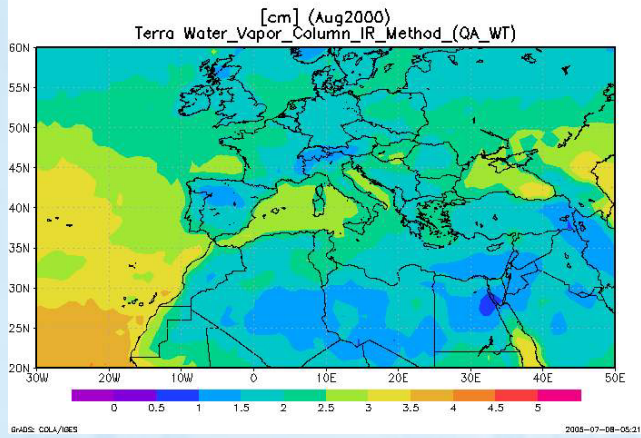 [cm] (Aug2000)
Terra Water_Vapor_Column_IR_Method_(QA_WT)
60N
55N
50N
45N
40N
35N
30N
25N
20N
30W 20W 10W 0 10E 20E 30E 40E 50E
0 0.5 1 1.5 2 2.5 3 3.5 4 4.5 5
GrADS: COLA/IGES 2005-07-08-05:21